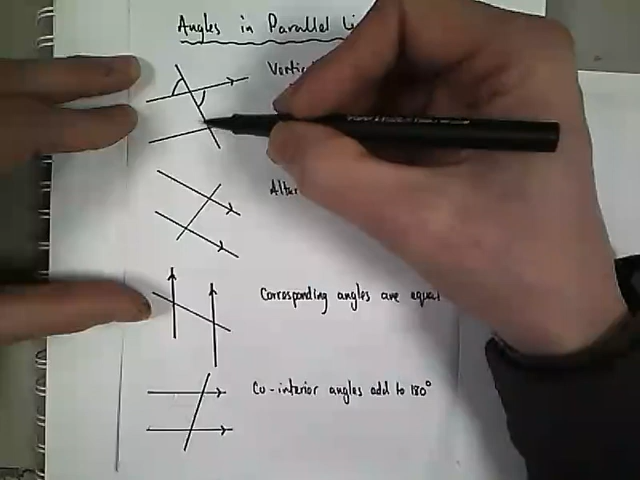 Angles in Parallel
Corresponding angles are equal
Co-interior angles add to 180°